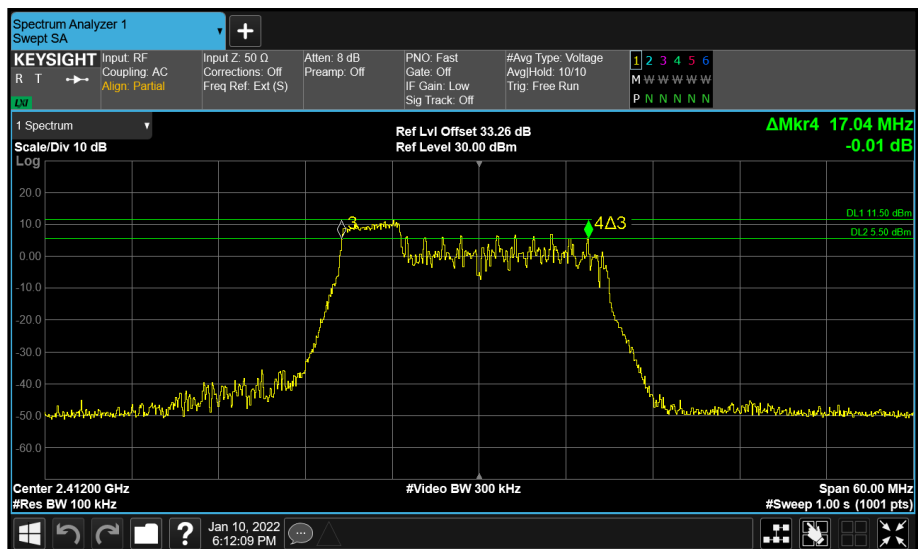 Spectrum Analyzer 1
Swept SA
+
KEYSIGHT
R T
LXI
Input: RF
Coupling: AC
Align: Partial
Input Z: 50 Ω
Corrections: Off
Freq Ref: Ext (S)
Atten: 8 dB
Preamp: Off
PNO: Fast
Gate: Off
IF Gain: Low
Sig Track: Off
#Avg Type: Voltage
Avg|Hold: 10/10
Trig: Free Run
1 2 3 4 5 6
M W W W W W
P N N N N N
1 Spectrum
Scale/Div 10 dB
Log
Ref Lvl Offset 33.26 dB
Ref Level 30.00 dBm
ΔMkr4 17.04 MHz
-0.01 dB
20.0
10.0
0.00
-10.0
-20.0
-30.0
-40.0
-50.0
-60.0
3
4Δ3
DL1 11.50 dBm
DL2 5.50 dBm
Center 2.41200 GHz
#Res BW 100 kHz
#Video BW 300 kHz
Span 60.00 MHz
#Sweep 1.00 s (1001 pts)
?
Jan 10, 2022
6:12:09 PM